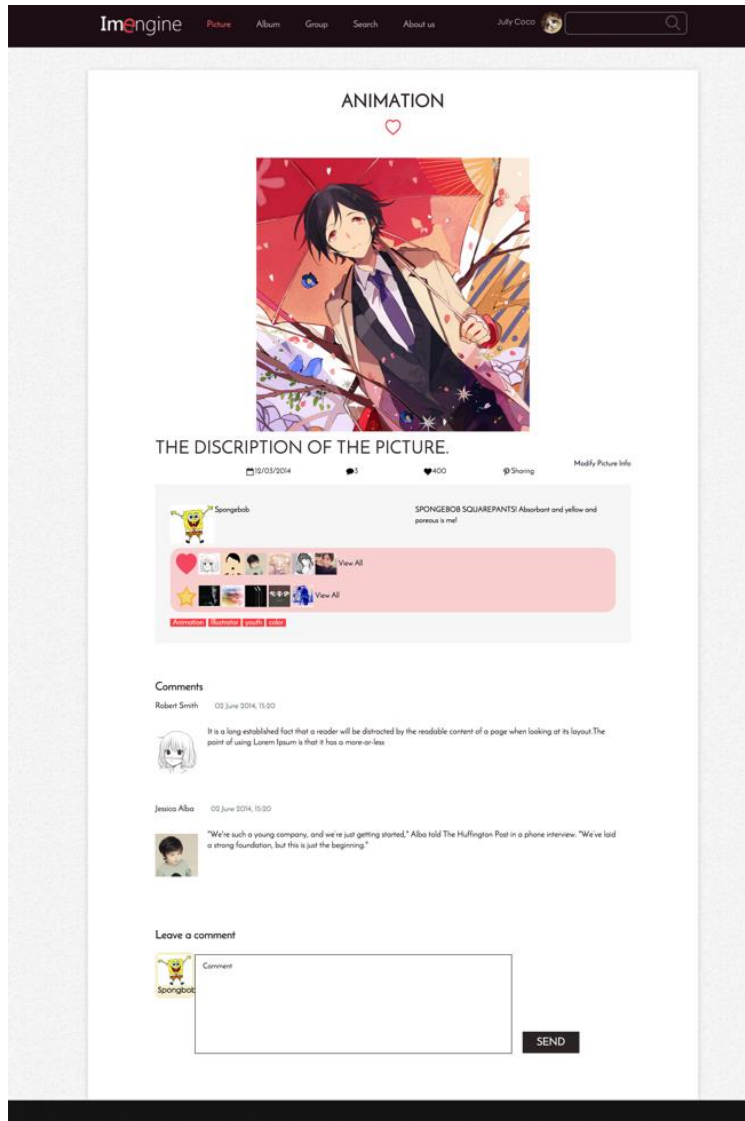 Imengine Picture Album Group Search About us Jully Coco
ANIMATION
THE DISCRIPTION OF THE PICTURE.
Modify Picture Info
12/03/2014 3 400 Sharing
Spongebob
SPONGEBOB SQUAREPANTS! Absorbant and yellow and
poreous is me!
View All
View All
Animation Illustrator youth color
Comments
Robert Smith 02 June 2014, 15:20
It is a long established fact that a reader will be distracted by the readable content of a page when looking at its layout.The
point of using Lorem Ipsum is that it has a more-or-less
Jessica Alba 02 June 2014, 15:20
"We're such a young company, and we're just getting started," Alba told The Huffington Post in a phone interview. "We've laid
a strong foundation, but this is just the beginning."
Leave a comment
Comment
Spongbob
SEND